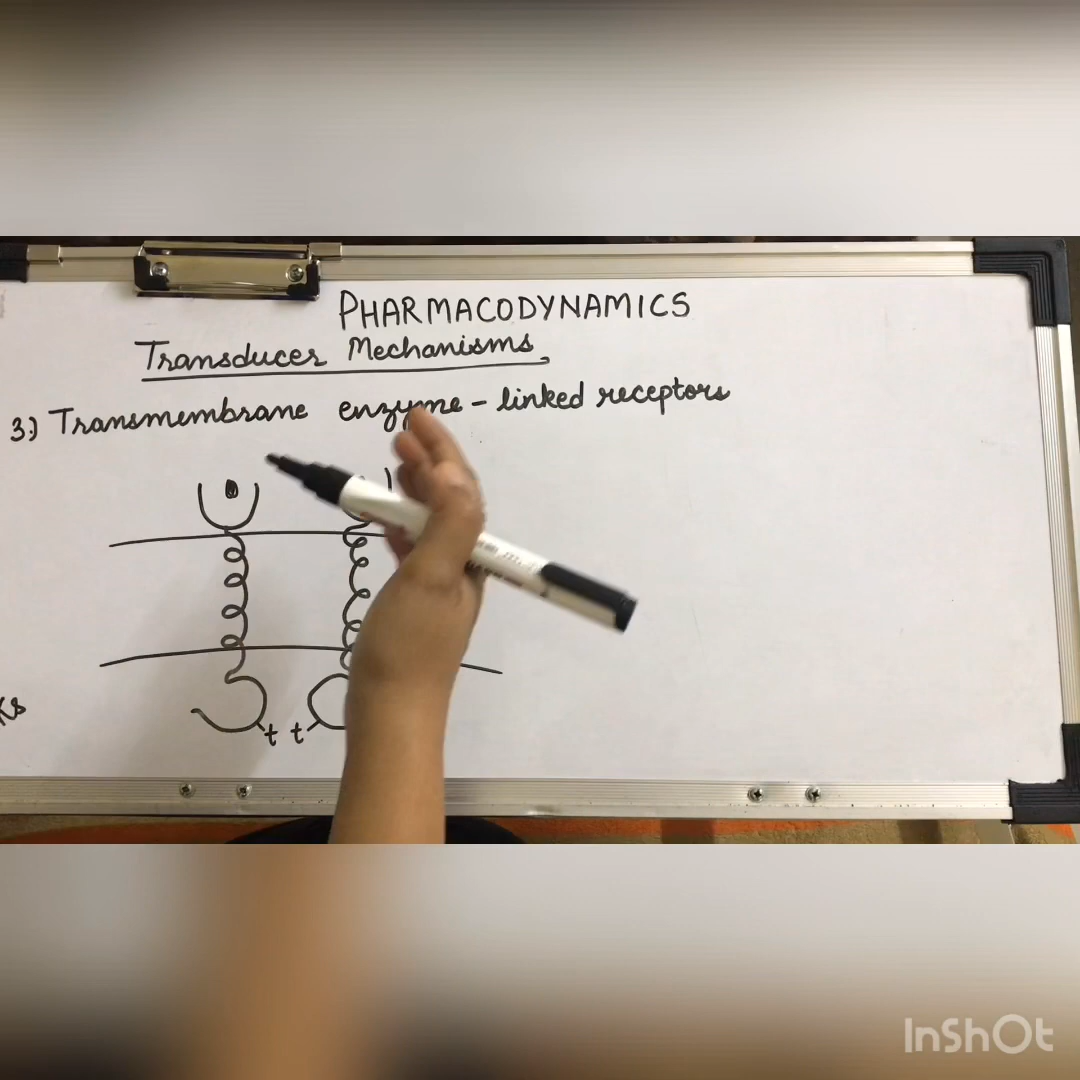 PHARMACODYNAMICS
Transducer Mechanisms
3:) Transmembrane enzyme - linked receptors
t t
InShOt